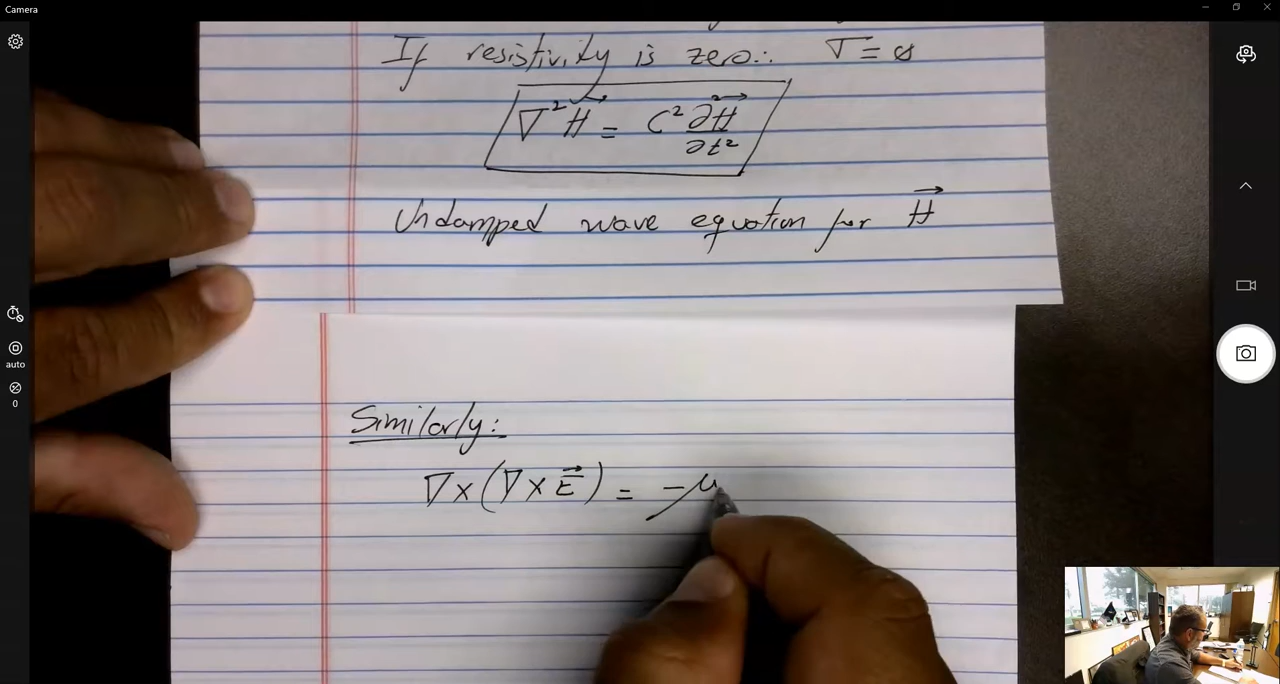 Camera
If resistivity is zero: σ = 0
∇²H⃗ = C² ∂²H⃗/∂t²
Undamped wave equation for H⃗
auto
0
Similarly:
∇×(∇×E⃗) = -μ